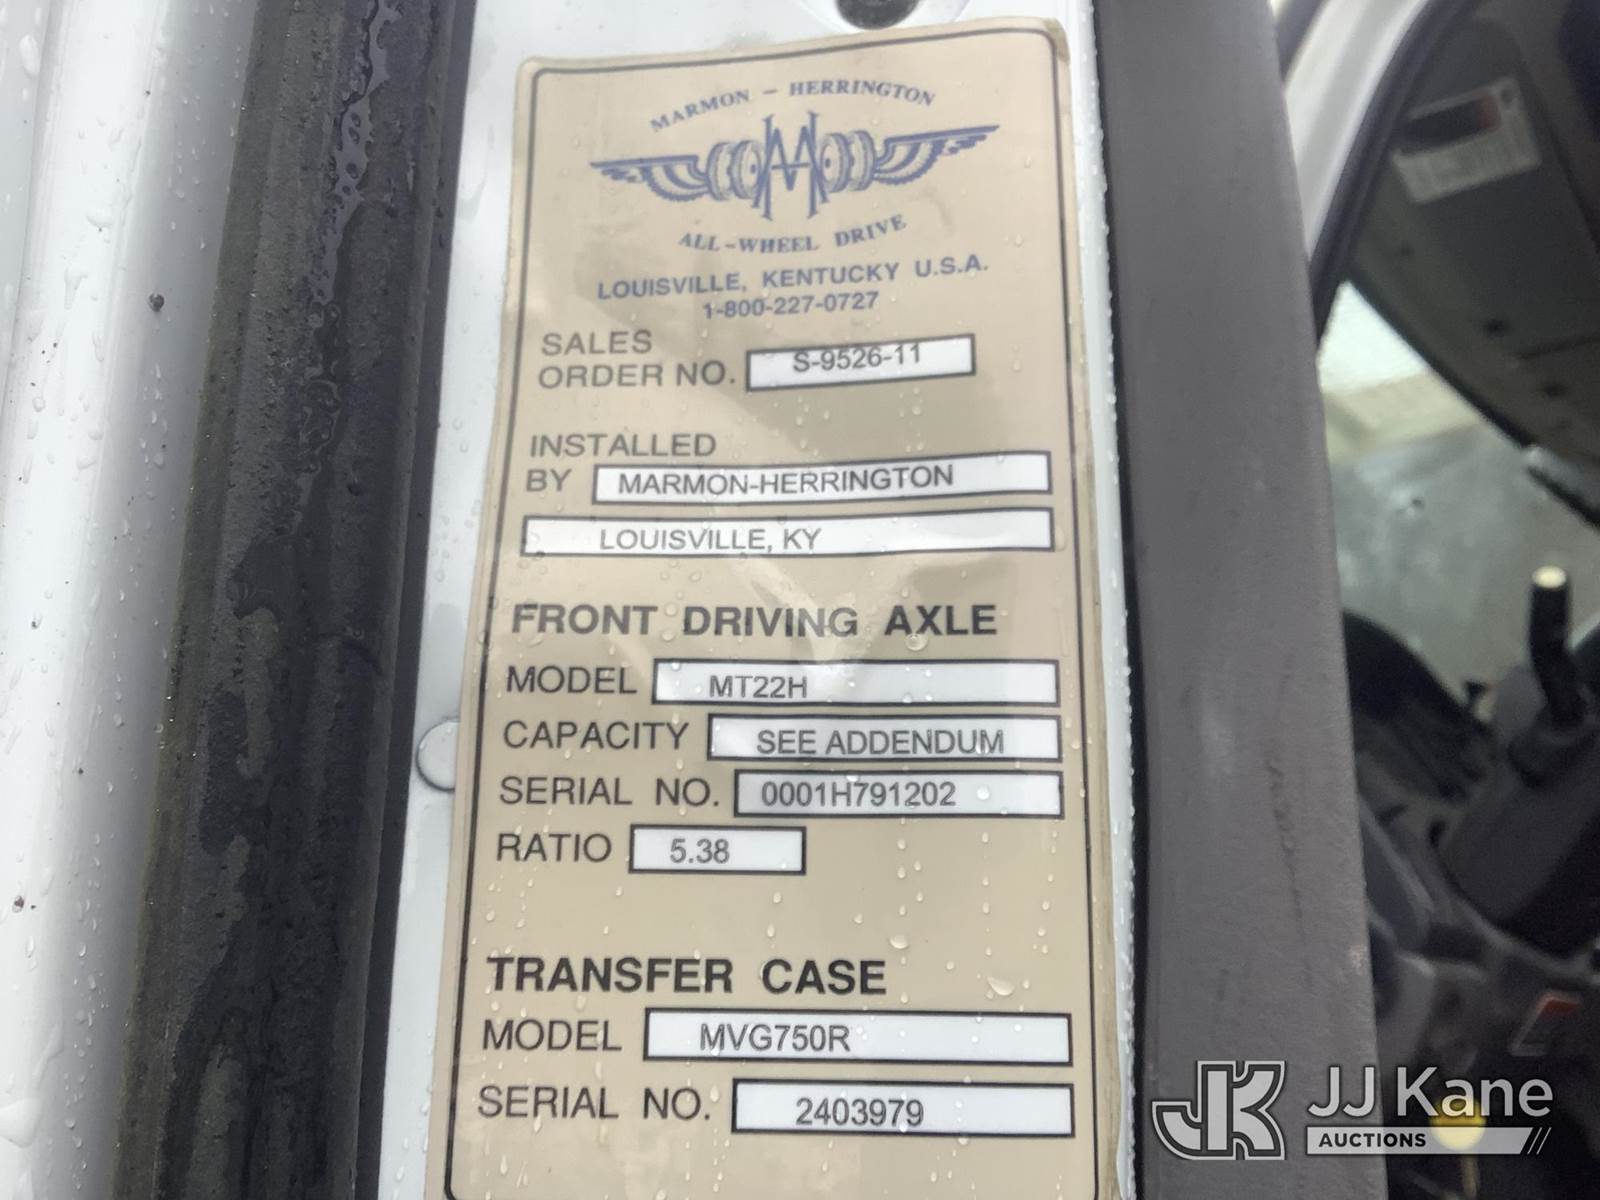 MARMON - HERRINGTON
ALL-WHEEL DRIVE
LOUISVILLE, KENTUCKY U.S.A.
1-800-227-0727
SALES
ORDER NO. S-9526-11
INSTALLED
BY MARMON-HERRINGTON
LOUISVILLE, KY
FRONT DRIVING AXLE
MODEL MT22H
CAPACITY SEE ADDENDUM
SERIAL NO. 0001H791202
RATIO 5.38
TRANSFER CASE
MODEL MVG750R
SERIAL NO. 2403979
JK JJ Kane
AUCTIONS